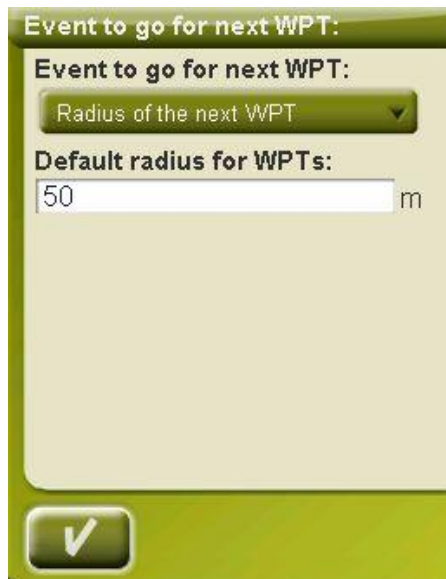 Event to go for next WPT:
Event to go for next WPT:
Radius of the next WPT
Default radius for WPTs:
50 m